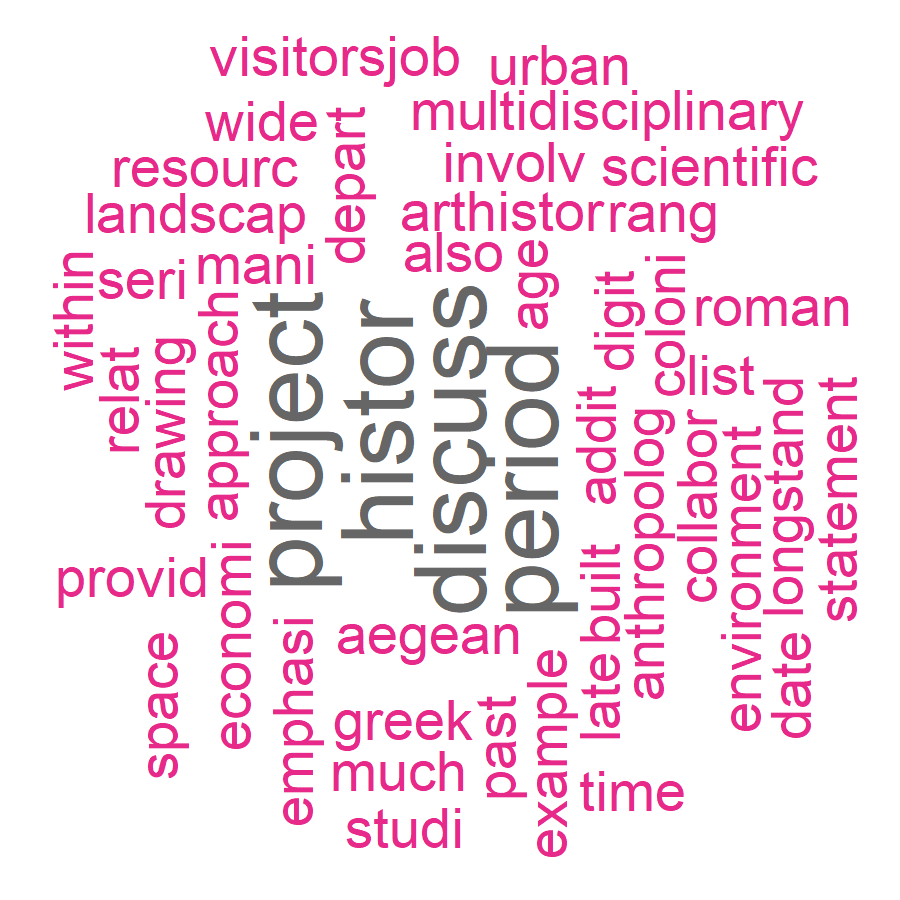 visitorsjob
urban
wide
depart
multidisciplinary
resourc
involv
scientific
landscap
arthistor
rang
also
within
seri
mani
age
digit
coloni
roman
project
histor
discuss
period
relat
drawing
approach
clist
addit
anthropolog
collabor
environment
longstand
statement
provid
economi
built
aegean
space
emphasi
greek
past
example
late
date
much
time
studi